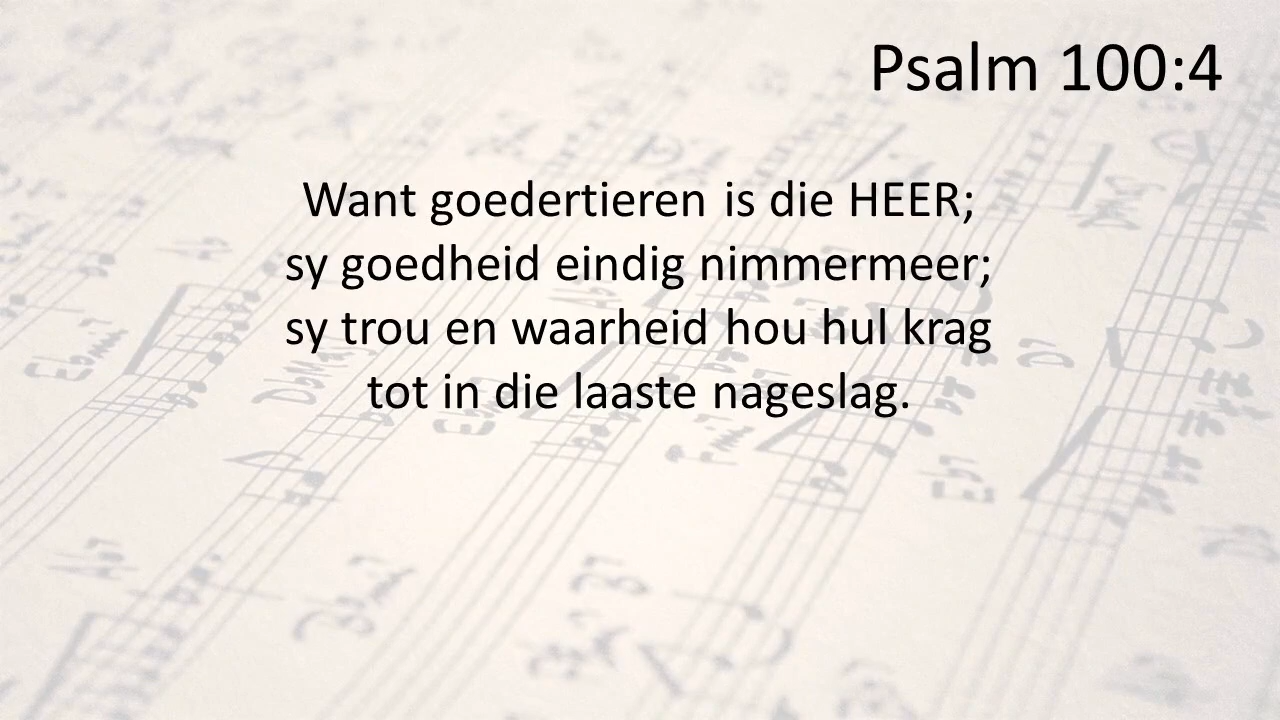 Psalm 100:4
Want goedertieren is die HEER;
sy goedheid eindig nimmermeer;
sy trou en waarheid hou hul krag
tot in die laaste nageslag.